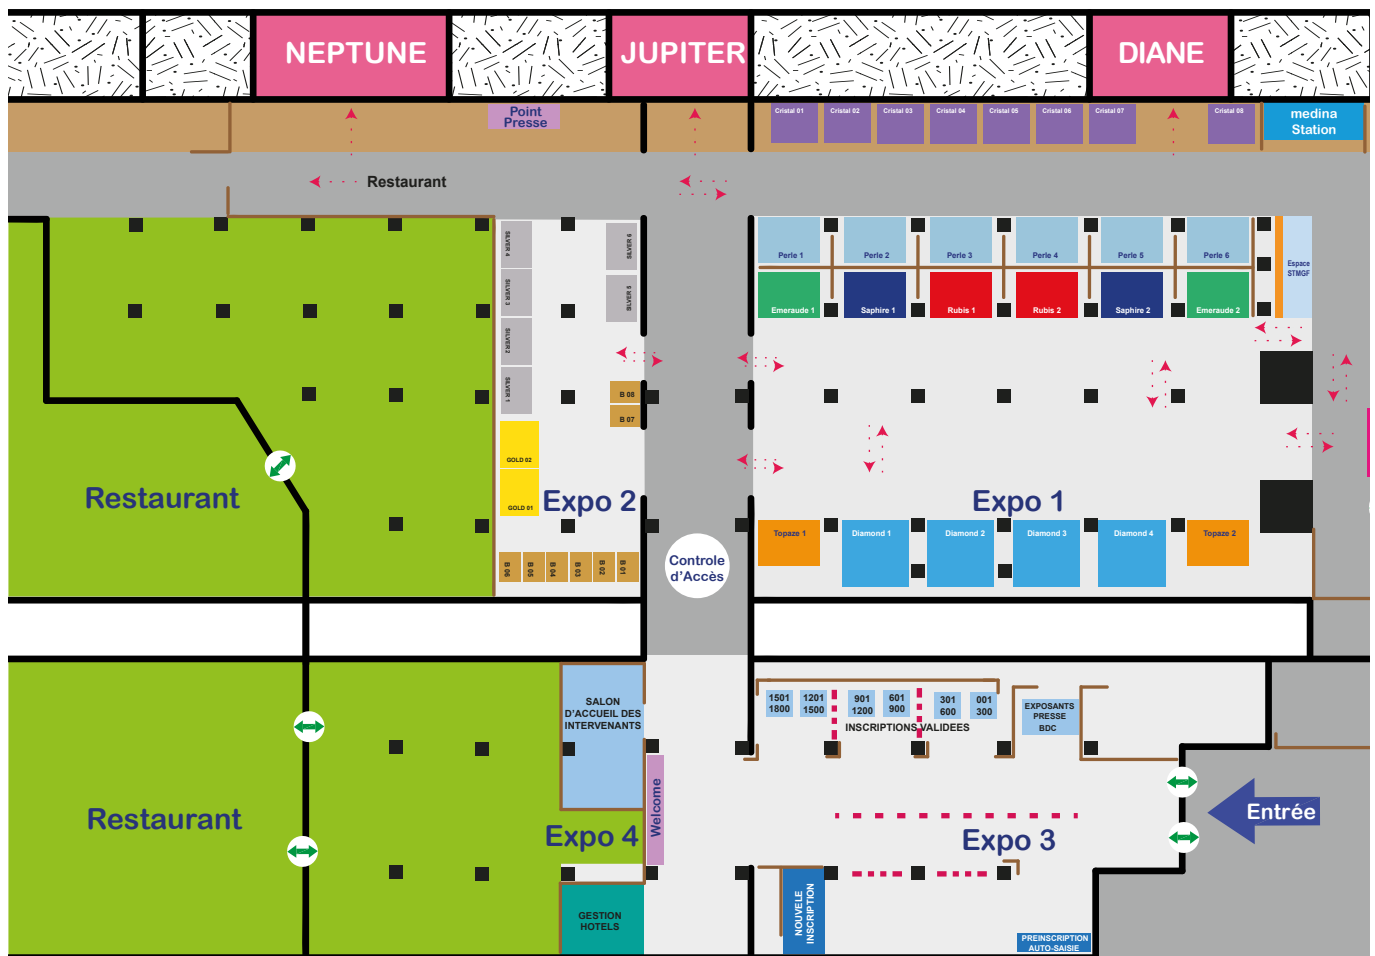 NEPTUNE
JUPITER
DIANE
Point
Presse
Cristal 01
Cristal 02
Cristal 03
Cristal 04
Cristal 05
Cristal 06
Cristal 07
Cristal 08
medina
Station
Restaurant
SILVER 4
SILVER 6
SILVER 3
SILVER 5
SILVER 2
SILVER 1
Perle 1
Perle 2
Perle 3
Perle 4
Perle 5
Perle 6
Espace
STMGF
Emeraude 1
Saphire 1
Rubis 1
Rubis 2
Saphire 2
Emeraude 2
B 08
B 07
GOLD 02
GOLD 01
Restaurant
Expo 2
Expo 1
Topaze 1
Diamond 1
Diamond 2
Diamond 3
Diamond 4
Topaze 2
B 06
B 05
B 04
B 03
B 02
B 01
Controle
d'Accès
SALON
D'ACCUEIL DES
INTERVENANTS
1501
1800
1201
1500
901
1200
601
900
301
600
001
300
INSCRIPTIONS VALIDEES
EXPOSANTS
PRESSE
BDC
Restaurant
Expo 4
Welcome
Expo 3
Entrée
GESTION
HOTELS
NOUVELE
INSCRIPTION
PREINSCRIPTION
AUTO-SAISIE